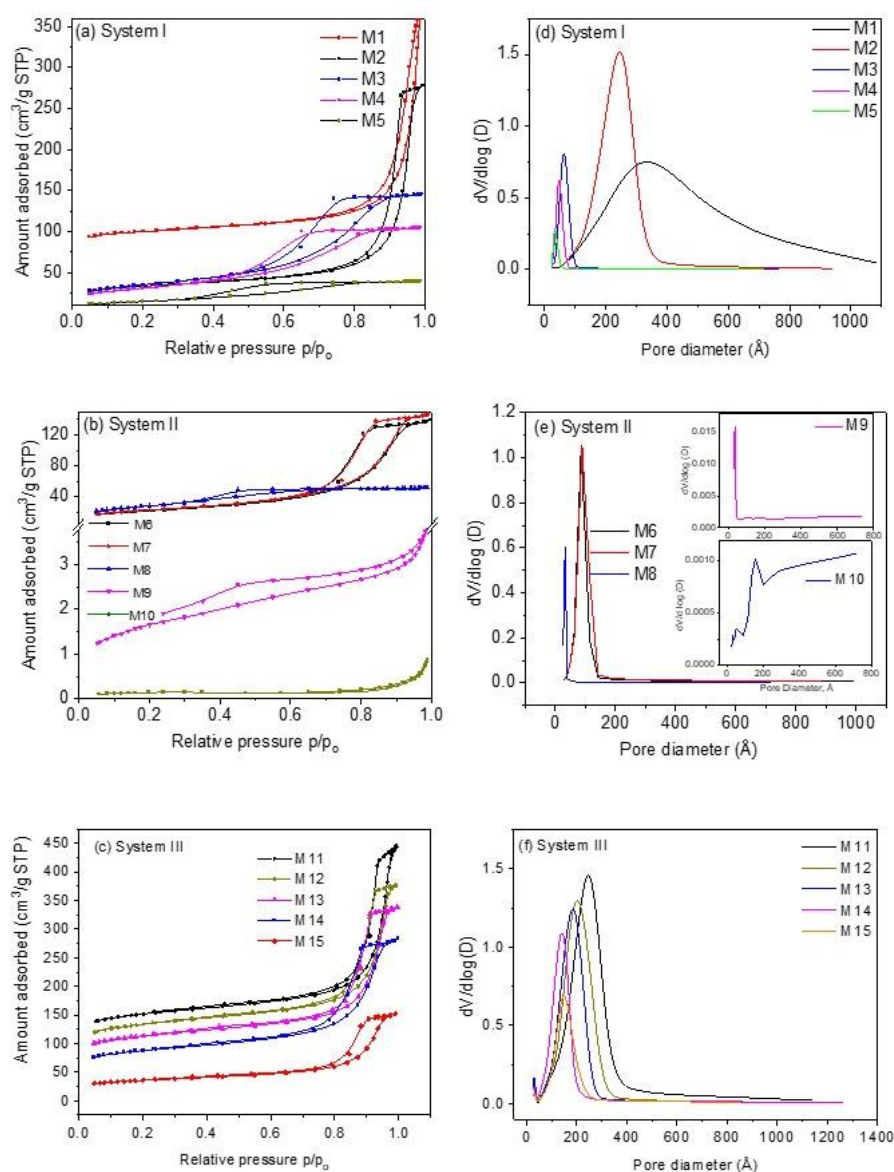 (a) System I
M1
M2
M3
M4
M5
350
300
250
200
150
100
50
0.0 0.2 0.4 0.6 0.8 1.0
Amount adsorbed (cm³/g STP)
Relative pressure p/pₒ
(d) System I
M1
M2
M3
M4
M5
1.5
1.0
0.5
0.0
0 200 400 600 800 1000
dV/dlog (D)
Pore diameter (Å)
(b) System II
M6
M7
M8
M9
M10
120
80
40
3
2
1
0
0.0 0.2 0.4 0.6 0.8 1.0
Amount adsorbed (cm³/g STP)
Relative pressure p/pₒ
(e) System II
M6
M7
M8
1.2
1.0
0.8
0.6
0.4
0.2
0.0
0 200 400 600 800 1000
dV/dlog (D)
Pore diameter (Å)
M9
0.015
0.010
0.005
0.000
0 200 400 600 800
dV/dlog (D)
M 10
0.0010
0.0005
0.0000
0 200 400 600 800
dV/dlog (D)
Pore Diameter, Å
(c) System III
M 11
M 12
M 13
M 14
M 15
450
400
350
300
250
200
150
100
50
0
0.0 0.2 0.4 0.6 0.8 1.0
Amount adsorbed (cm³/g STP)
Relative pressure p/pₒ
(f) System III
M 11
M 12
M 13
M 14
M 15
1.5
1.0
0.5
0.0
0 200 400 600 800 1000 1200 1400
dV/dlog(D)
Pore diameter (Å)